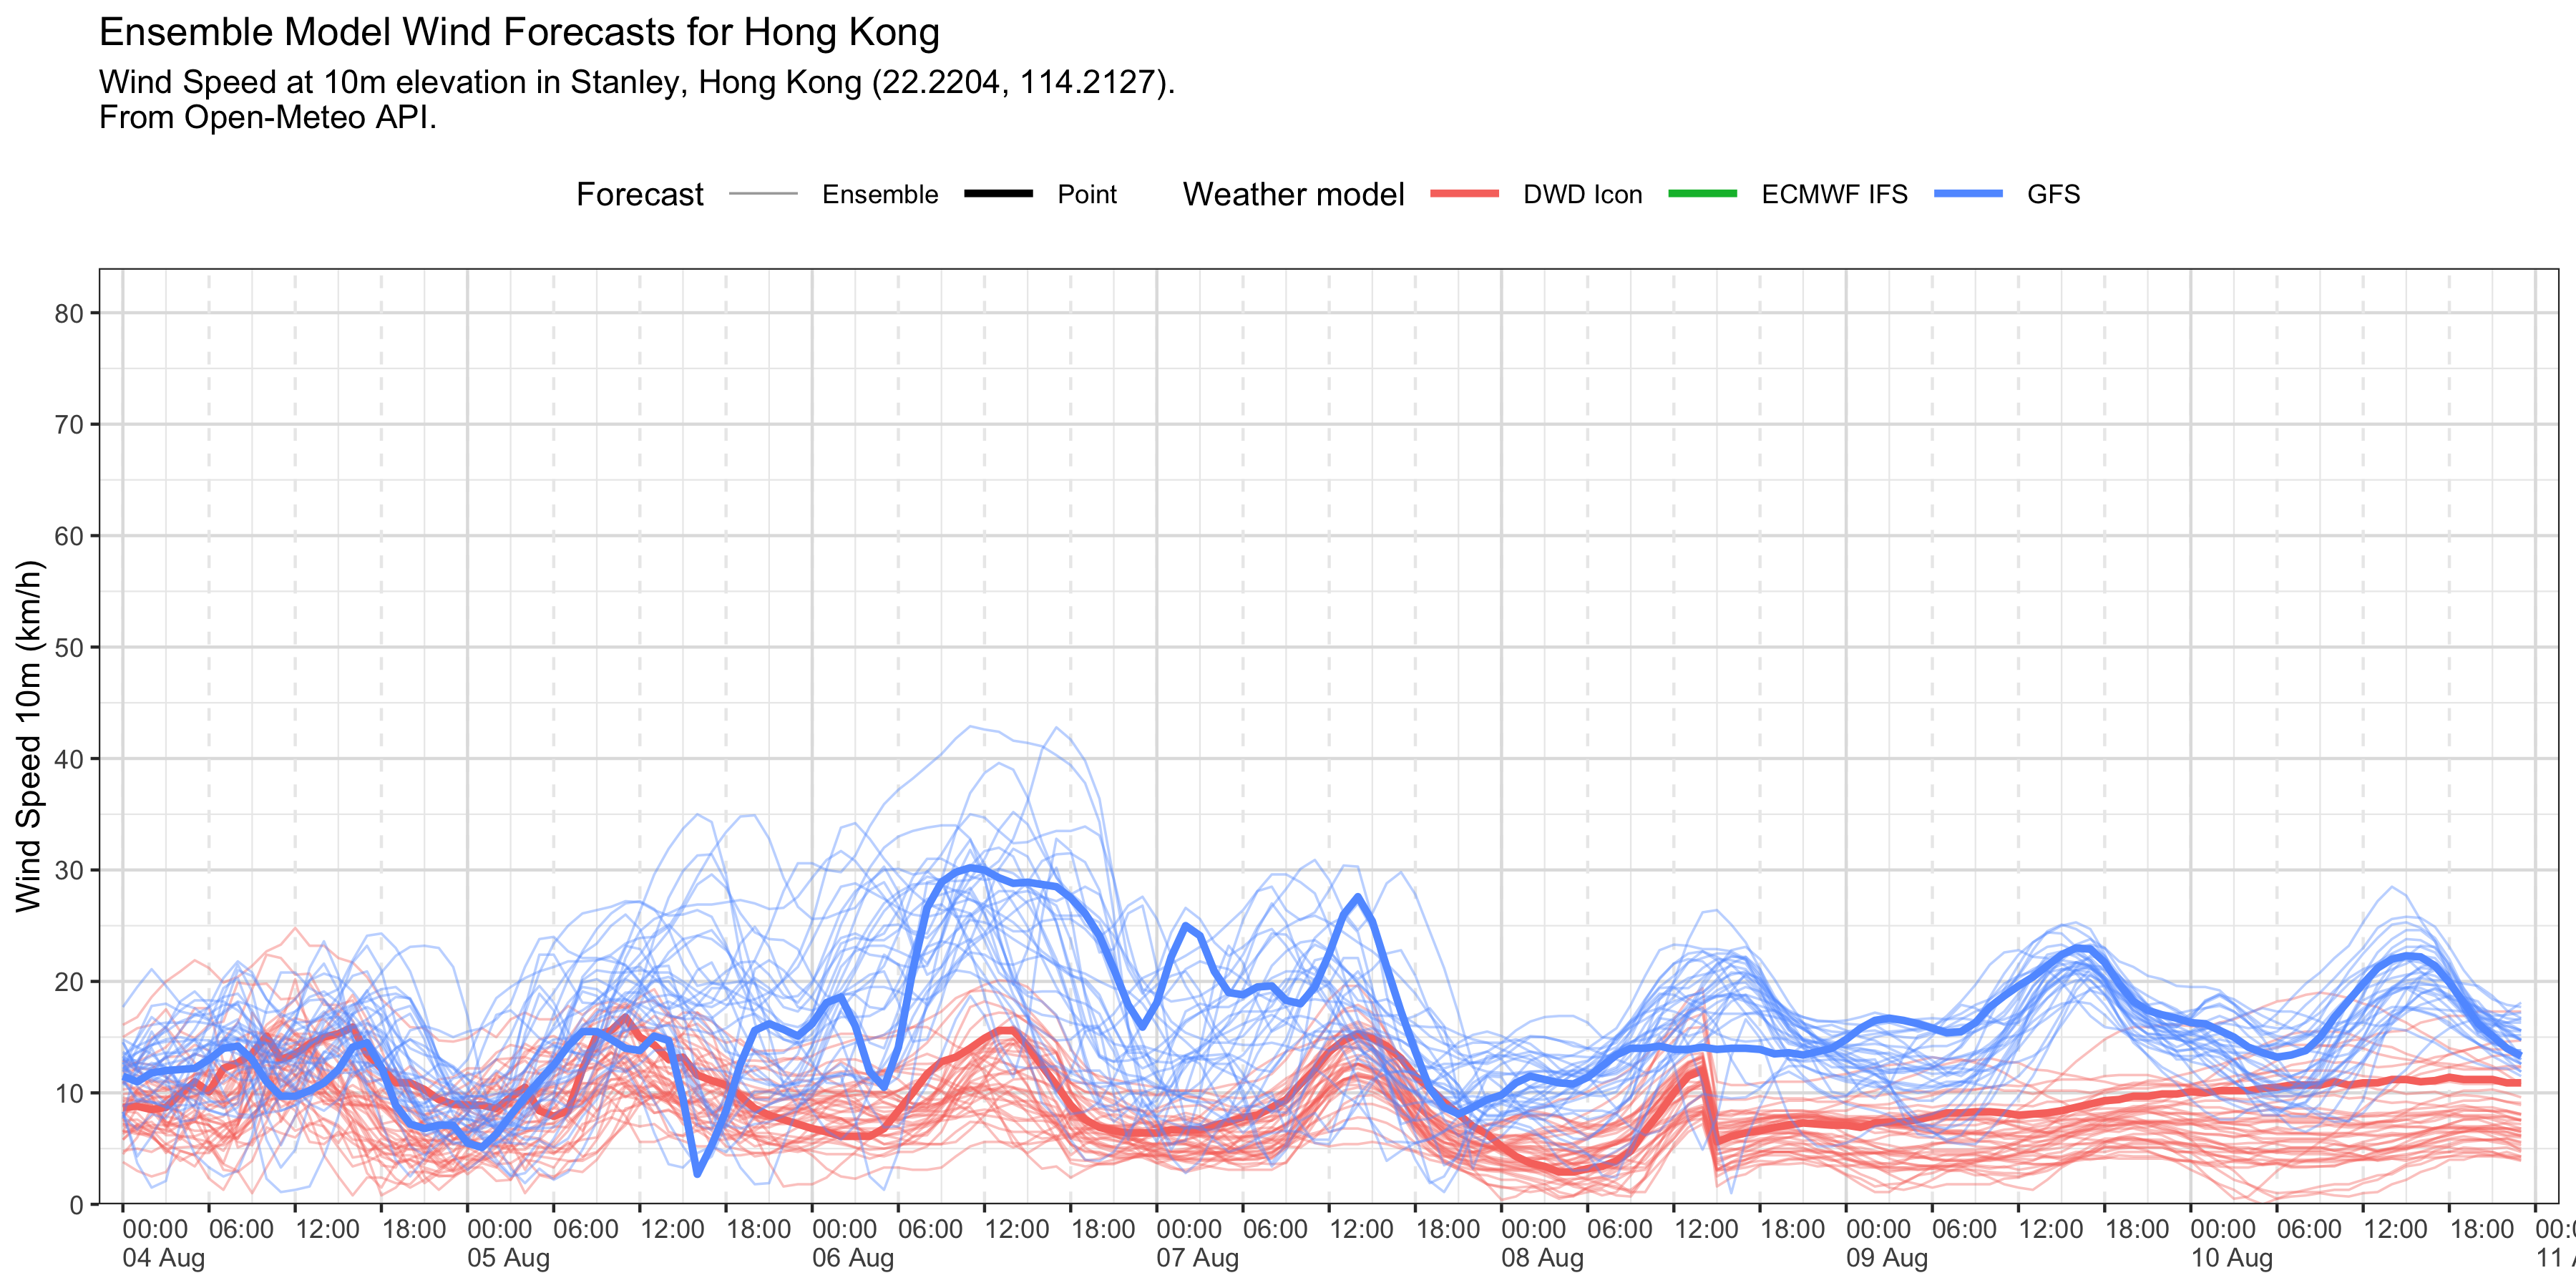 Ensemble Model Wind Forecasts for Hong Kong
Wind Speed at 10m elevation in Stanley, Hong Kong (22.2204, 114.2127).
From Open-Meteo API.
Forecast Ensemble Point Weather model DWD Icon ECMWF IFS GFS
Wind Speed 10m (km/h)
80
70
60
50
40
30
20
10
0
00:00 06:00 12:00 18:00 00:00 06:00 12:00 18:00 00:00 06:00 12:00 18:00 00:00 06:00 12:00 18:00 00:00 06:00 12:00 18:00 00:00 06:00 12:00 18:00 00:00 06:00 12:00 18:00
04 Aug 05 Aug 06 Aug 07 Aug 08 Aug 09 Aug 10 Aug 11